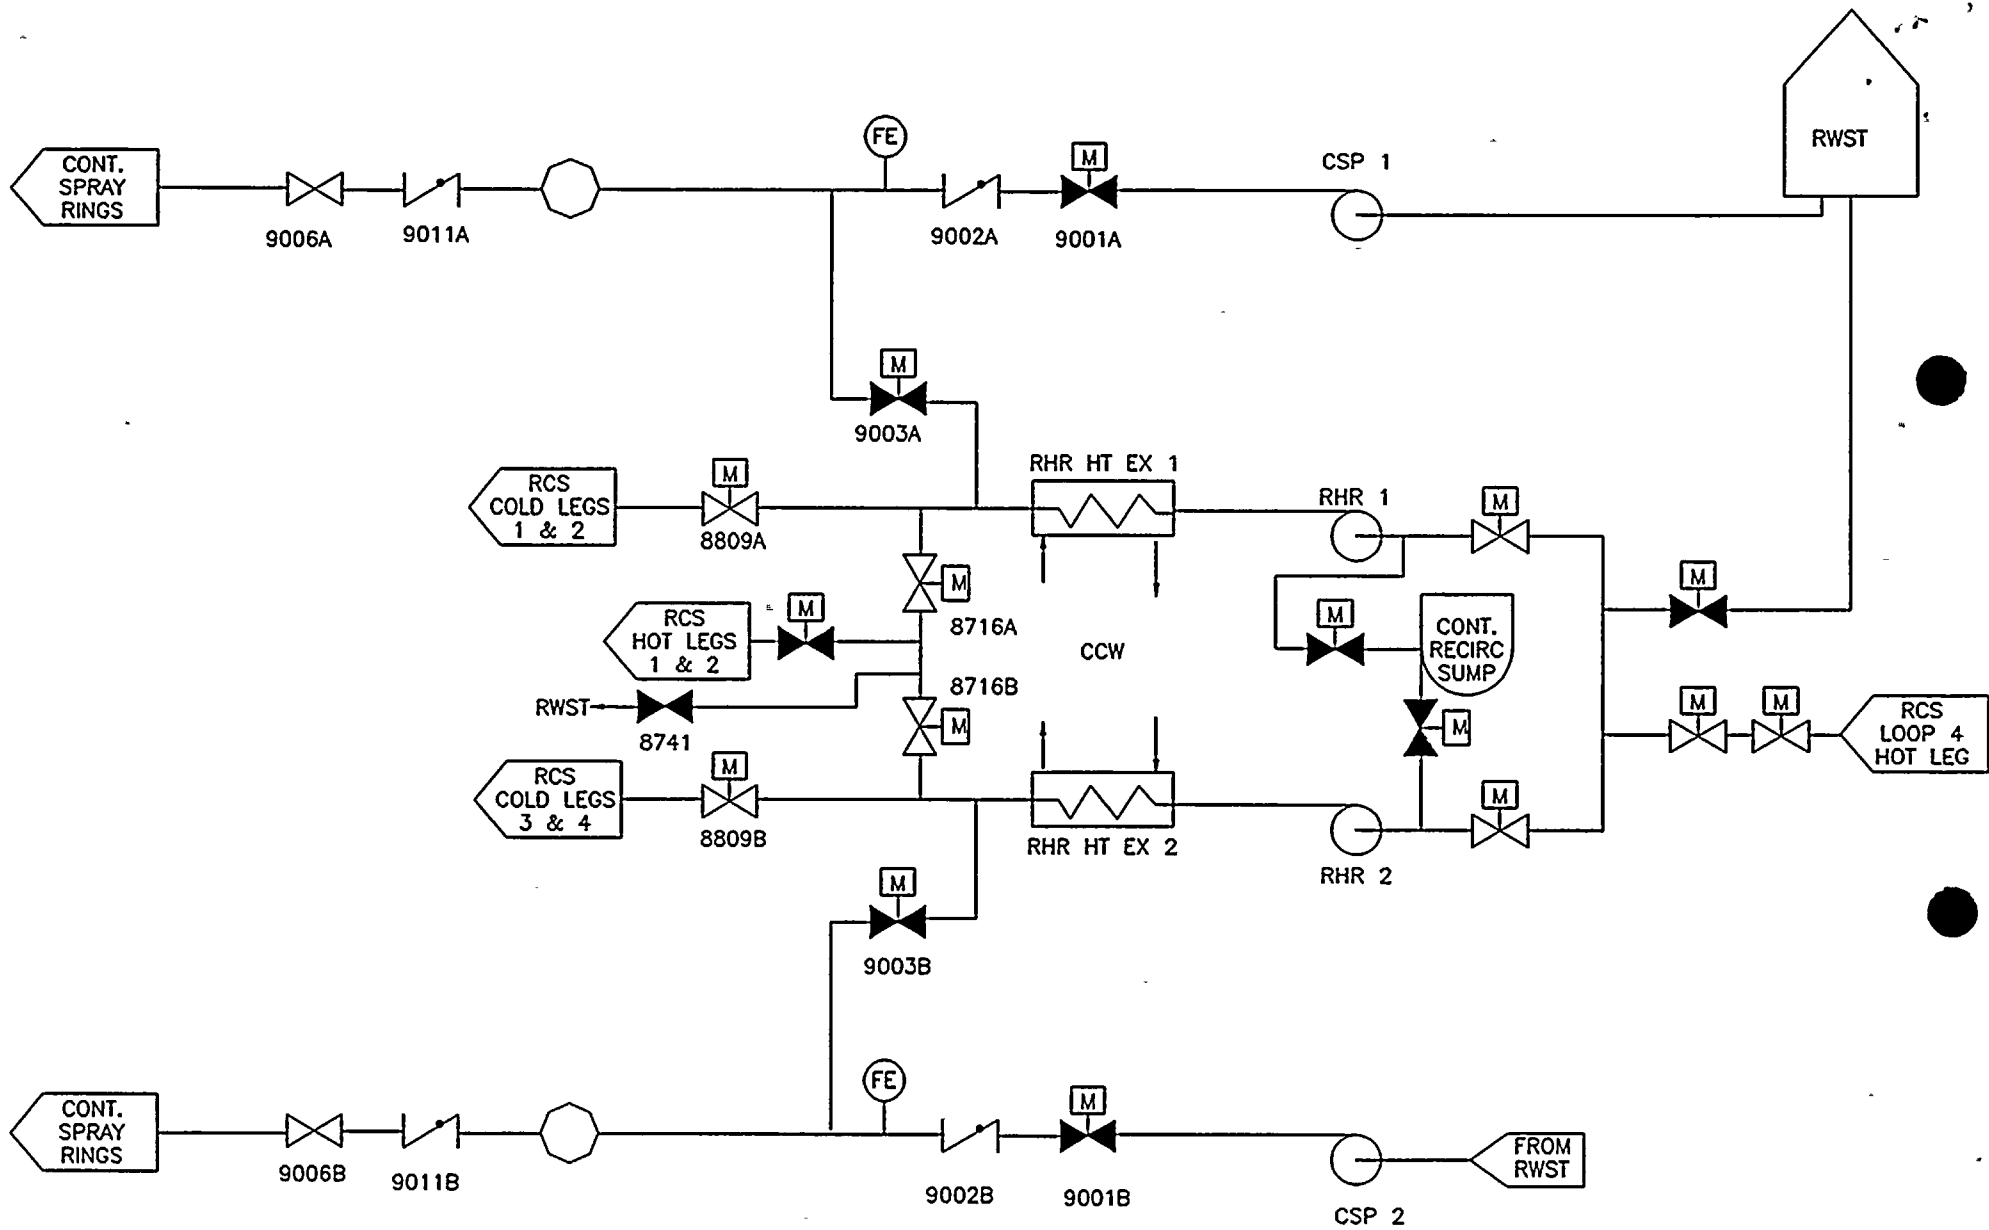 RWST
FE
M
CSP 1
CONT.
SPRAY
RINGS
9006A
9011A
9002A
9001A
M
9003A
RHR HT EX 1
RCS
COLD LEGS
1 & 2
M
8809A
RHR 1
M
M
8716A
M
RCS
HOT LEGS
1 & 2
M
M
CONT.
RECIRC
SUMP
CCW
8716B
M
RWST
8741
M
M
M
RCS
LOOP 4
HOT LEG
RCS
COLD LEGS
3 & 4
M
8809B
M
RHR HT EX 2
RHR 2
M
9003B
FE
M
CONT.
SPRAY
RINGS
9006B
9011B
9002B
9001B
FROM
RWST
CSP 2